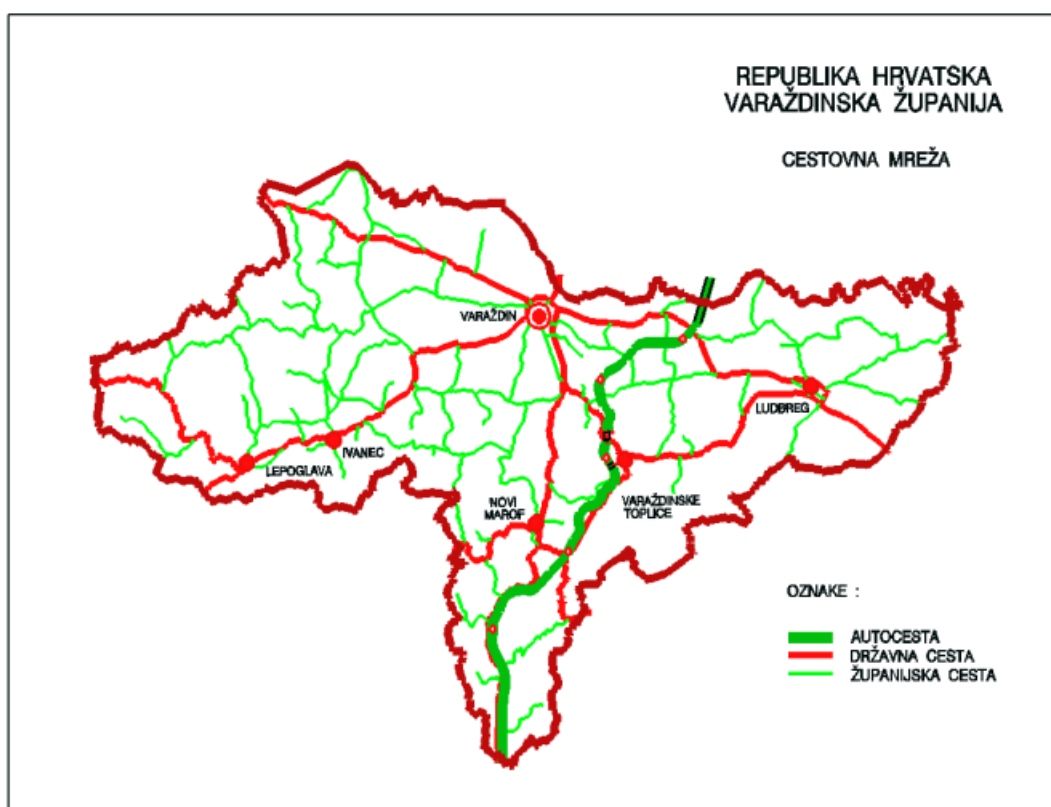 REPUBLIKA HRVATSKA
VARAŽDINSKA ŽUPANIJA
CESTOVNA MREŽA
VARAŽDIN
LUDBREG
IVANEC
LEPOGLAVA
NOVI
MAROF
VARAŽDINSKE
TOPLICE
OZNAKE :
AUTOCESTA
DRŽAVNA CESTA
ŽUPANIJSKA CESTA